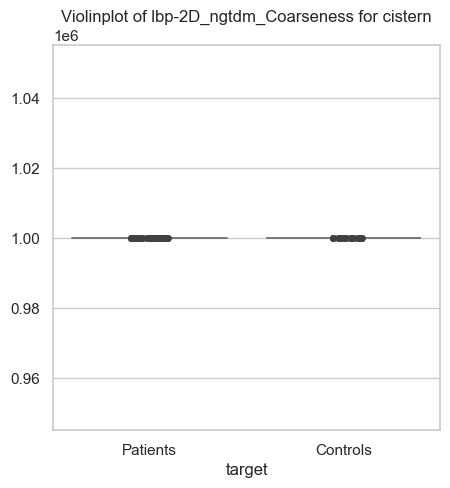 Violinplot of lbp-2D_ngtdm_Coarseness for cistern
1e6
1.04
1.02
1.00
0.98
0.96
Patients Controls
target